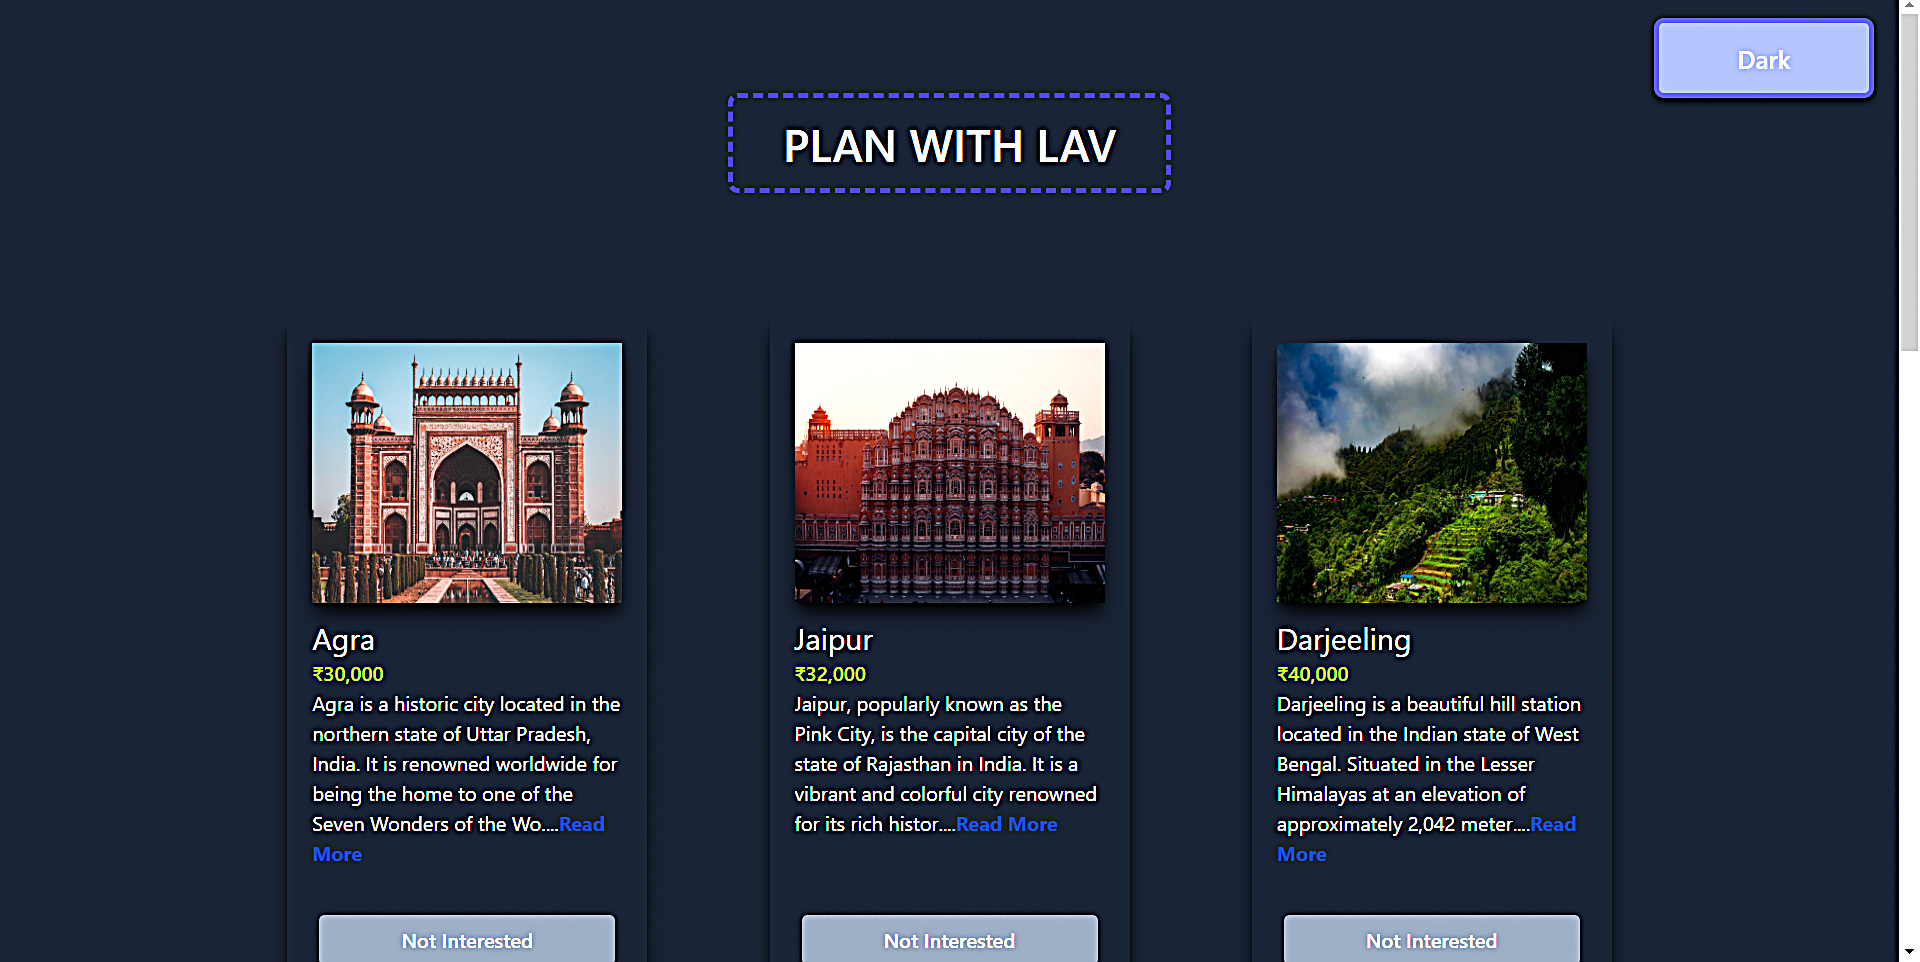 Dark
PLAN WITH LAV
Agra
₹30,000
Agra is a historic city located in the
northern state of Uttar Pradesh,
India. It is renowned worldwide for
being the home to one of the
Seven Wonders of the Wo....Read
More
Not Interested
Jaipur
₹32,000
Jaipur, popularly known as the
Pink City, is the capital city of the
state of Rajasthan in India. It is a
vibrant and colorful city renowned
for its rich histor....Read More
Not Interested
Darjeeling
₹40,000
Darjeeling is a beautiful hill station
located in the Indian state of West
Bengal. Situated in the Lesser
Himalayas at an elevation of
approximately 2,042 meter....Read
More
Not Interested